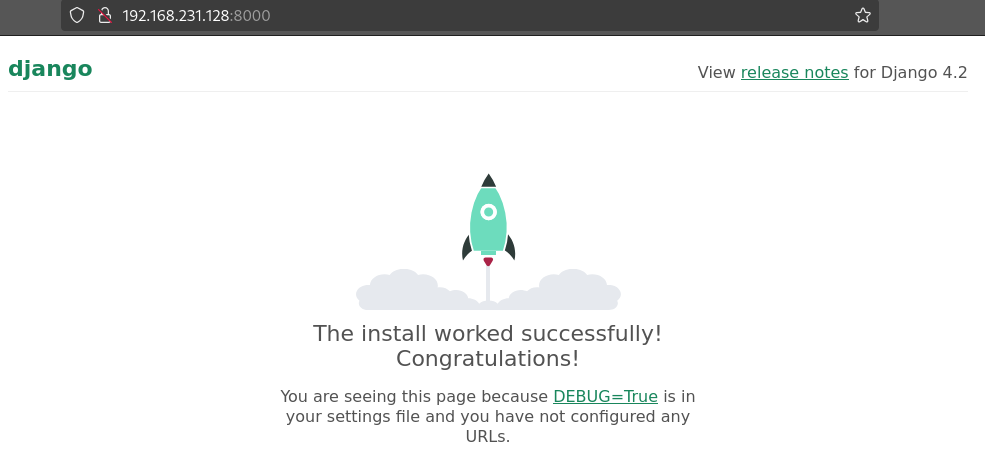 192.168.231.128:8000
django
View release notes for Django 4.2
The install worked successfully!
Congratulations!
You are seeing this page because DEBUG=True is in
your settings file and you have not configured any
URLs.